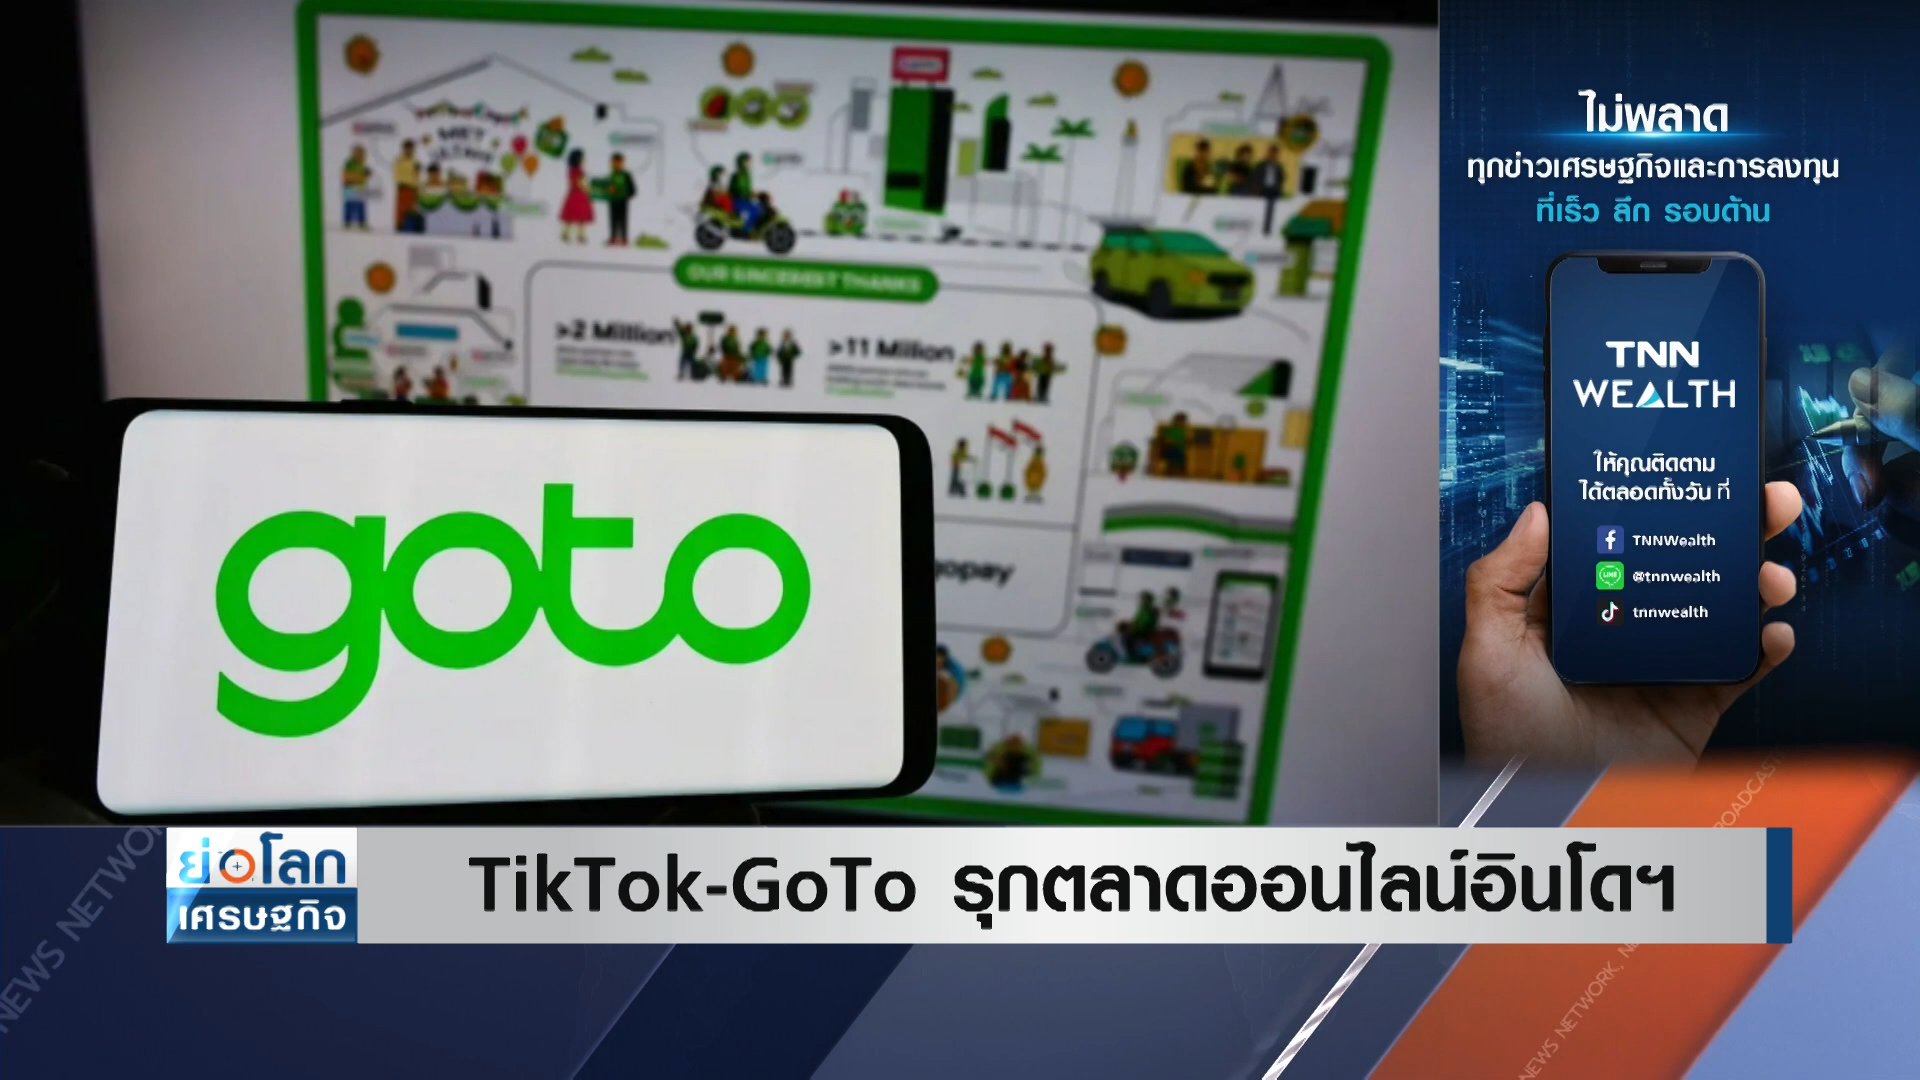 OUR SINCEREST THANKS
>2 Million
>11 Million
gopay
goto
ไม่พลาด
ทุกข่าวเศรษฐกิจและการลงทุน
ที่เร็ว ลึก รอบด้าน
TNN
WEALTH
ให้คุณติดตาม
ได้ตลอดทั้งวัน ที่
TNNWealth
@tnnwealth
tnnwealth
ย่อโลก
เศรษฐกิจ
TikTok-GoTo รุกตลาดออนไลน์อินโดฯ